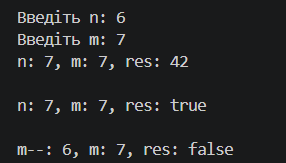 Введіть n: 6
Введіть m: 7
n: 7, m: 7, res: 42
n: 7, m: 7, res: true
m--: 6, m: 7, res: false